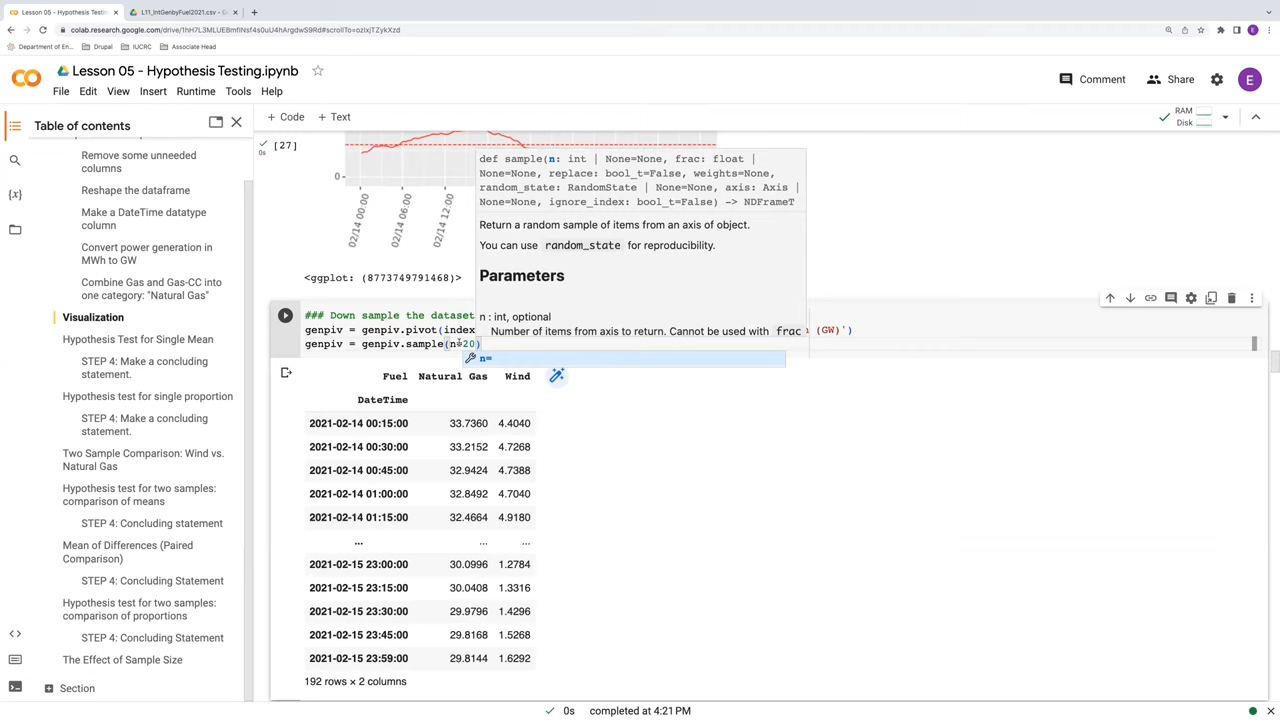 Lesson 05 - Hypothesis Testing.ip
L11_IntGenbyFuel2021.csv - G
colab.research.google.com/drive/
Department of En...
Drupal
IUCRC
Associate Head
E
Lesson 05 - Hypothesis Testing.ipynb
File Edit View Insert Runtime Tools Help
Comment
Share
E
Table of contents
+ Code + Text
RAM
Disk
Remove some unneeded
columns
Reshape the dataframe
Make a DateTime datatype
column
Convert power generation in
MWh to GW
Combine Gas and Gas-CC into
one category: "Natural Gas"
Visualization
Hypothesis Test for Single Mean
STEP 4: Make a concluding
statement.
Hypothesis test for single proportion
STEP 4: Make a concluding
statement.
Two Sample Comparison: Wind vs.
Natural Gas
Hypothesis test for two samples:
comparison of means
STEP 4: Concluding statement
Mean of Differences (Paired
Comparison)
STEP 4: Concluding Statement
Hypothesis test for two samples:
comparison of proportions
STEP 4: Concluding Statement
The Effect of Sample Size
Section
[27]
0s
0
02/14 00:00
02/14 06:00
02/14 12:00
<ggplot: (8773749791468)>
def sample(n: int | None=None, frac: float |
None=None, replace: bool_t=False, weights=None,
random_state: RandomState | None=None, axis: Axis |
None=None, ignore_index: bool_t=False) -> NDFrameT
Return a random sample of items from an axis of object.
You can use random_state for reproducibility.
Parameters
n : int, optional
Number of items from axis to return. Cannot be used with frac
### Down sample the dataset
genpiv = genpiv.pivot(index
(GW)')
genpiv = genpiv.sample(n=20)
n=
Fuel Natural Gas Wind
DateTime
2021-02-14 00:15:00 33.7360 4.4040
2021-02-14 00:30:00 33.2152 4.7268
2021-02-14 00:45:00 32.9424 4.7388
2021-02-14 01:00:00 32.8492 4.7040
2021-02-14 01:15:00 32.4664 4.9180
... ... ...
2021-02-15 23:00:00 30.0996 1.2784
2021-02-15 23:15:00 30.0408 1.3316
2021-02-15 23:30:00 29.9796 1.4296
2021-02-15 23:45:00 29.8168 1.5268
2021-02-15 23:59:00 29.8144 1.6292
192 rows × 2 columns
0s completed at 4:21 PM